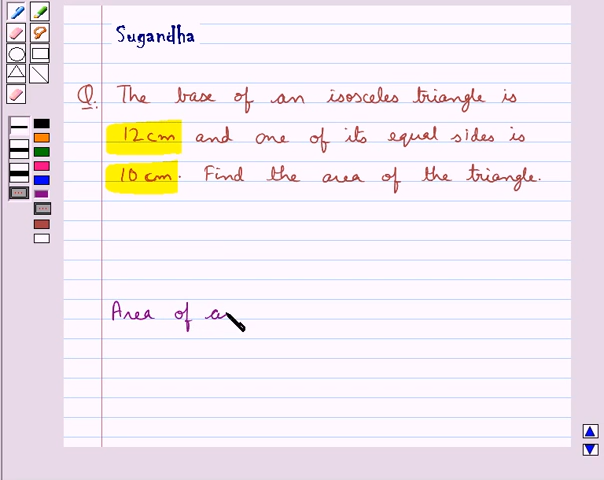 Sugandha
Q. The base of an isosceles triangle is
12 cm and one of its equal sides is
10 cm. Find the area of the triangle.
Area of a